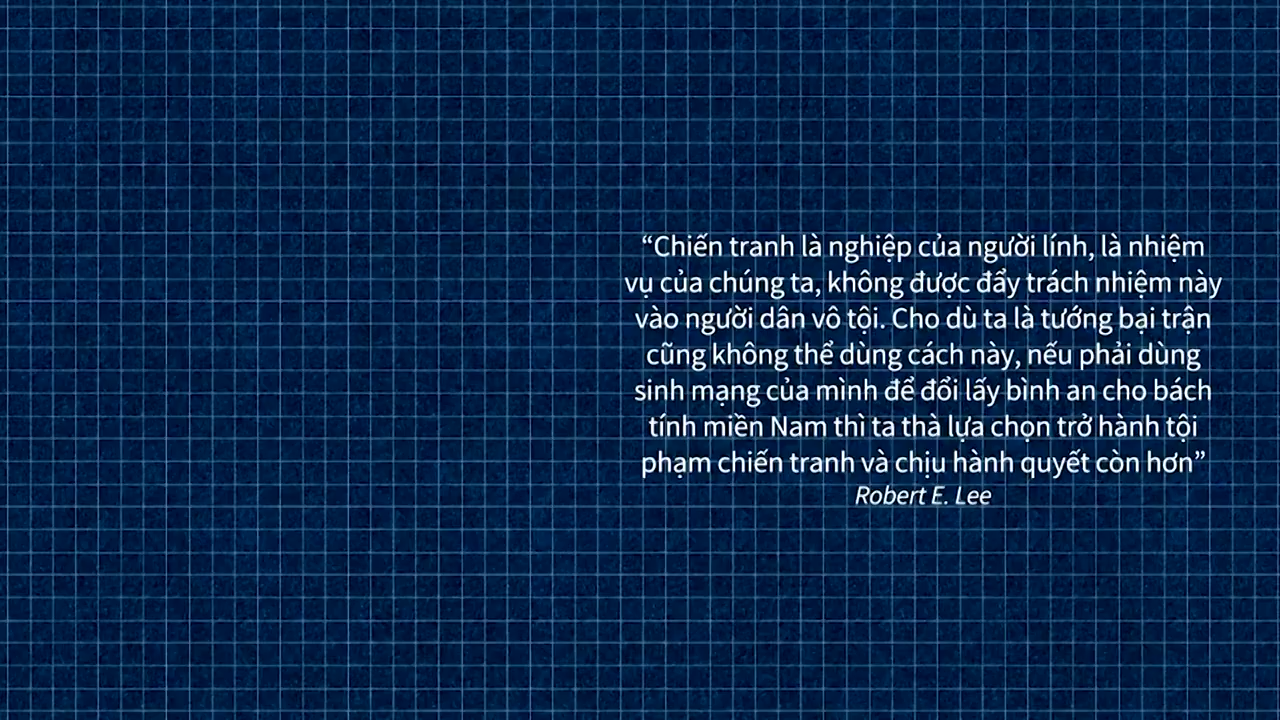 “Chiến tranh là nghiệp của người lính, là nhiệm
vụ của chúng ta, không được đẩy trách nhiệm này
vào người dân vô tội. Cho dù ta là tướng bại trận
cũng không thể dùng cách này, nếu phải dùng
sinh mạng của mình để đổi lấy bình an cho bách
tính miền Nam thì ta thà lựa chọn trở hành tội
phạm chiến tranh và chịu hành quyết còn hơn”
Robert E. Lee